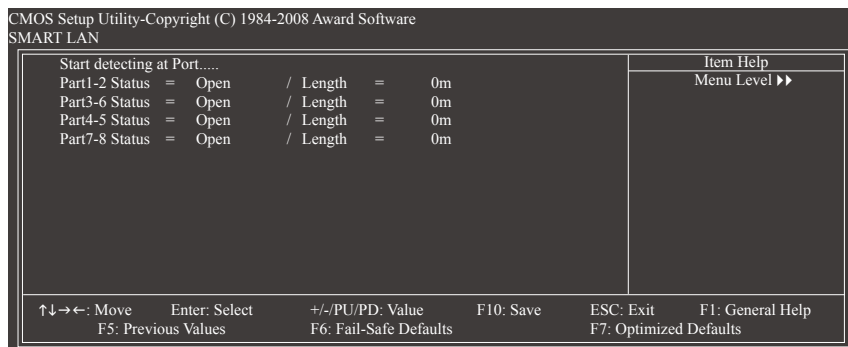 CMOS Setup Utility-Copyright (C) 1984-2008 Award Software
SMART LAN
Start detecting at Port.....
Part1-2 Status = Open / Length = 0m
Part3-6 Status = Open / Length = 0m
Part4-5 Status = Open / Length = 0m
Part7-8 Status = Open / Length = 0m
Item Help
Menu Level ▶▶
↑↓→←: Move Enter: Select +/-/PU/PD: Value F10: Save ESC: Exit F1: General Help
F5: Previous Values F6: Fail-Safe Defaults F7: Optimized Defaults